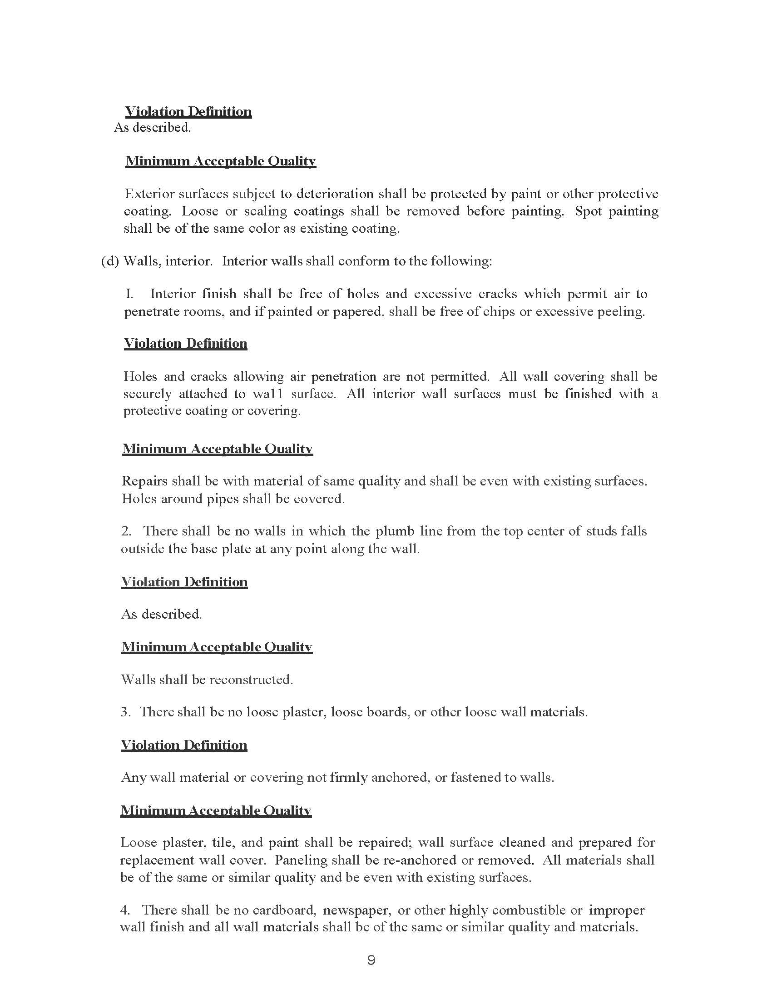 Violation Definition
As described.
Minimum Acceptable Quality
Exterior surfaces subject to deterioration shall be protected by paint or other protective
coating. Loose or scaling coatings shall be removed before painting. Spot painting
shall be of the same color as existing coating.
(d) Walls, interior. Interior walls shall conform to the following:
I. Interior finish shall be free of holes and excessive cracks which permit air to
penetrate rooms, and if painted or papered, shall be free of chips or excessive peeling.
Violation Definition
Holes and cracks allowing air penetration are not permitted. All wall covering shall be
securely attached to wa11 surface. All interior wall surfaces must be finished with a
protective coating or covering.
Minimum Acceptable Quality
Repairs shall be with material of same quality and shall be even with existing surfaces.
Holes around pipes shall be covered.
2. There shall be no walls in which the plumb line from the top center of studs falls
outside the base plate at any point along the wall.
Violation Definition
As described.
Minimum Acceptable Quality
Walls shall be reconstructed.
3. There shall be no loose plaster, loose boards, or other loose wall materials.
Violation Definition
Any wall material or covering not firmly anchored, or fastened to walls.
Minimum Acceptable Quality
Loose plaster, tile, and paint shall be repaired; wall surface cleaned and prepared for
replacement wall cover. Paneling shall be re-anchored or removed. All materials shall
be of the same or similar quality and be even with existing surfaces.
4. There shall be no cardboard, newspaper, or other highly combustible or improper
wall finish and all wall materials shall be of the same or similar quality and materials.
9